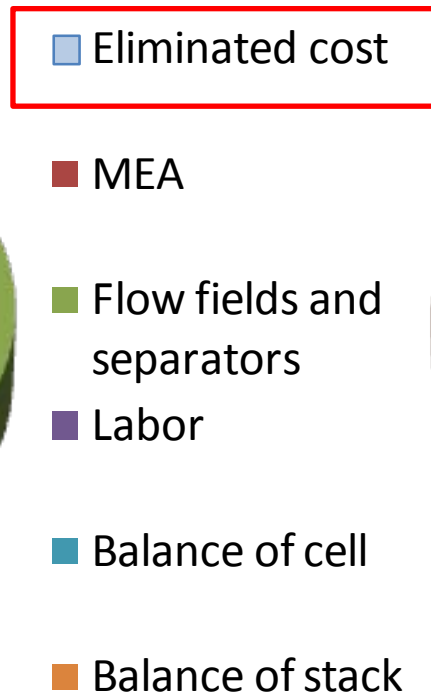 Eliminated cost
MEA
Flow fields and
separators
Labor
Balance of cell
Balance of stack